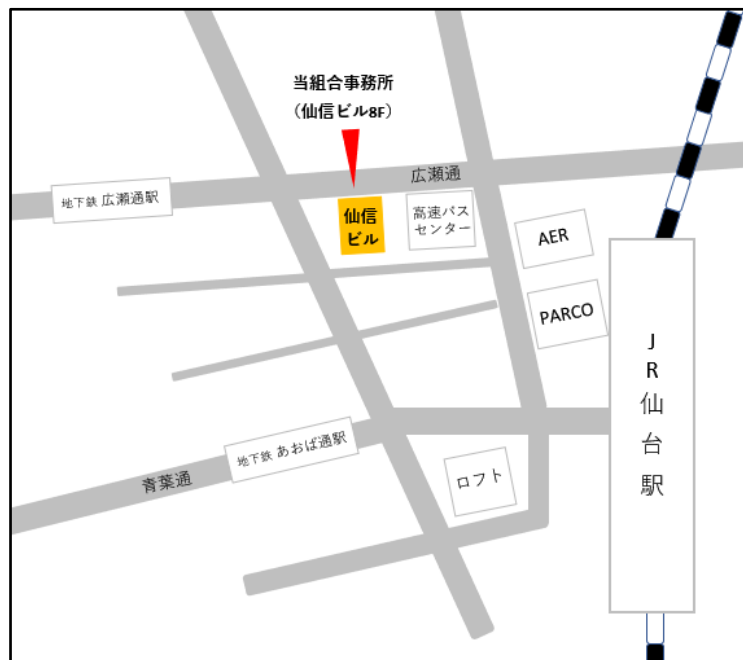 当組合事務所
（仙信ビル8F）
広瀬通
地下鉄 広瀬通駅
仙信
ビル
高速バス
センター
AER
PARCO
JR仙台駅
地下鉄 あおば通駅
青葉通
ロフト